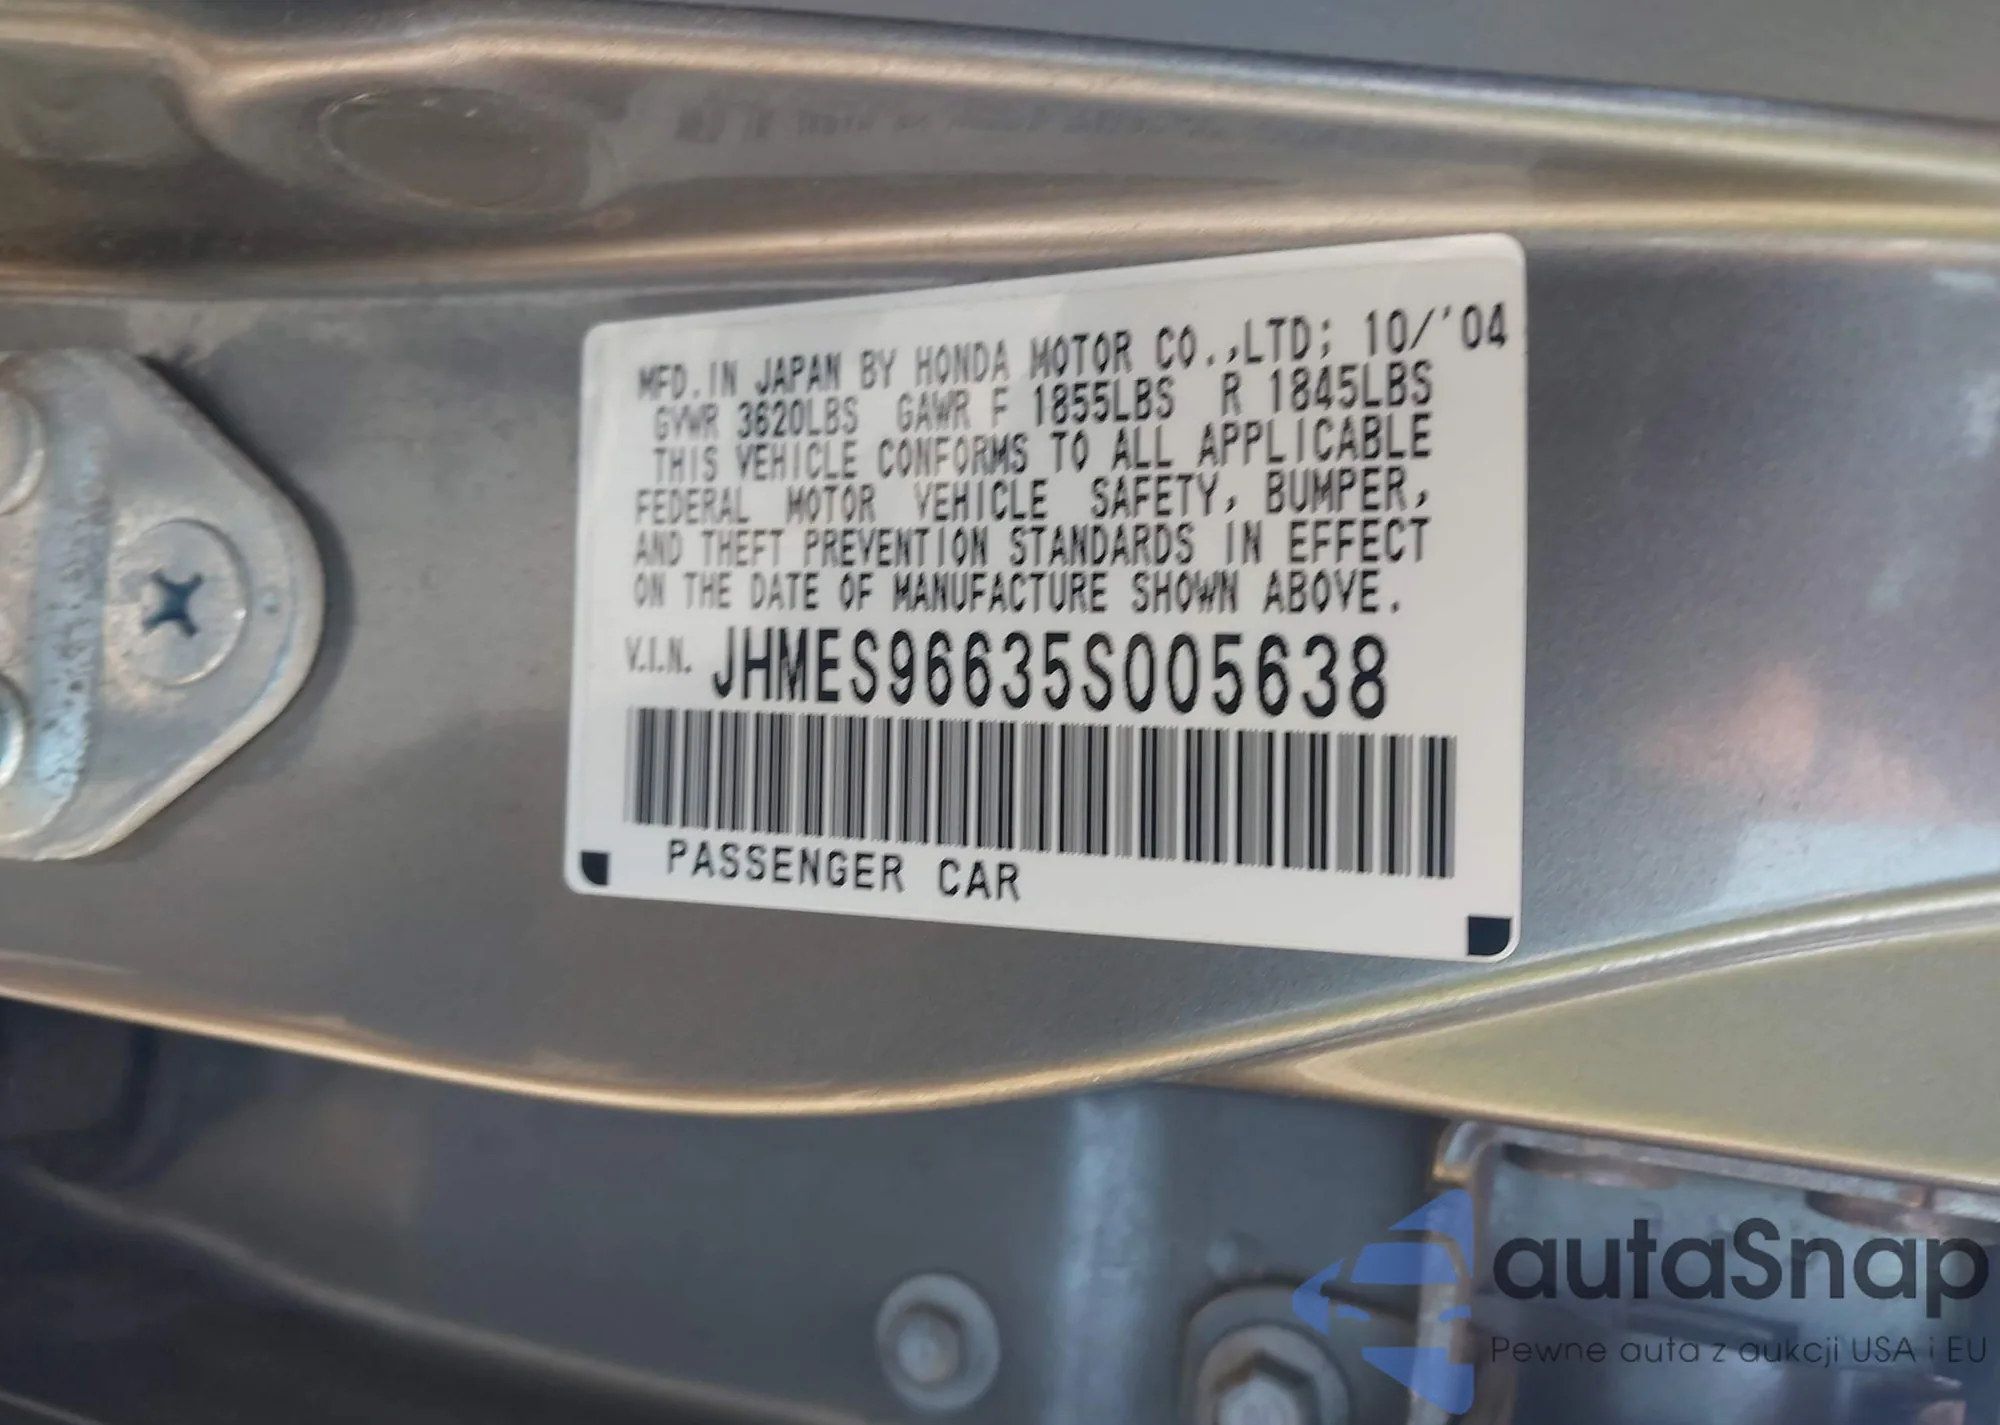 MFD.IN JAPAN BY HONDA MOTOR CO.,LTD; 10/'04
GVWR 3620LBS GAWR F 1855LBS R 1845LBS
THIS VEHICLE CONFORMS TO ALL APPLICABLE
FEDERAL MOTOR VEHICLE SAFETY, BUMPER,
AND THEFT PREVENTION STANDARDS IN EFFECT
ON THE DATE OF MANUFACTURE SHOWN ABOVE.
V.I.N. JHMES96635S005638
PASSENGER CAR
autaSnap
Pewne auta z aukcji USA i EU